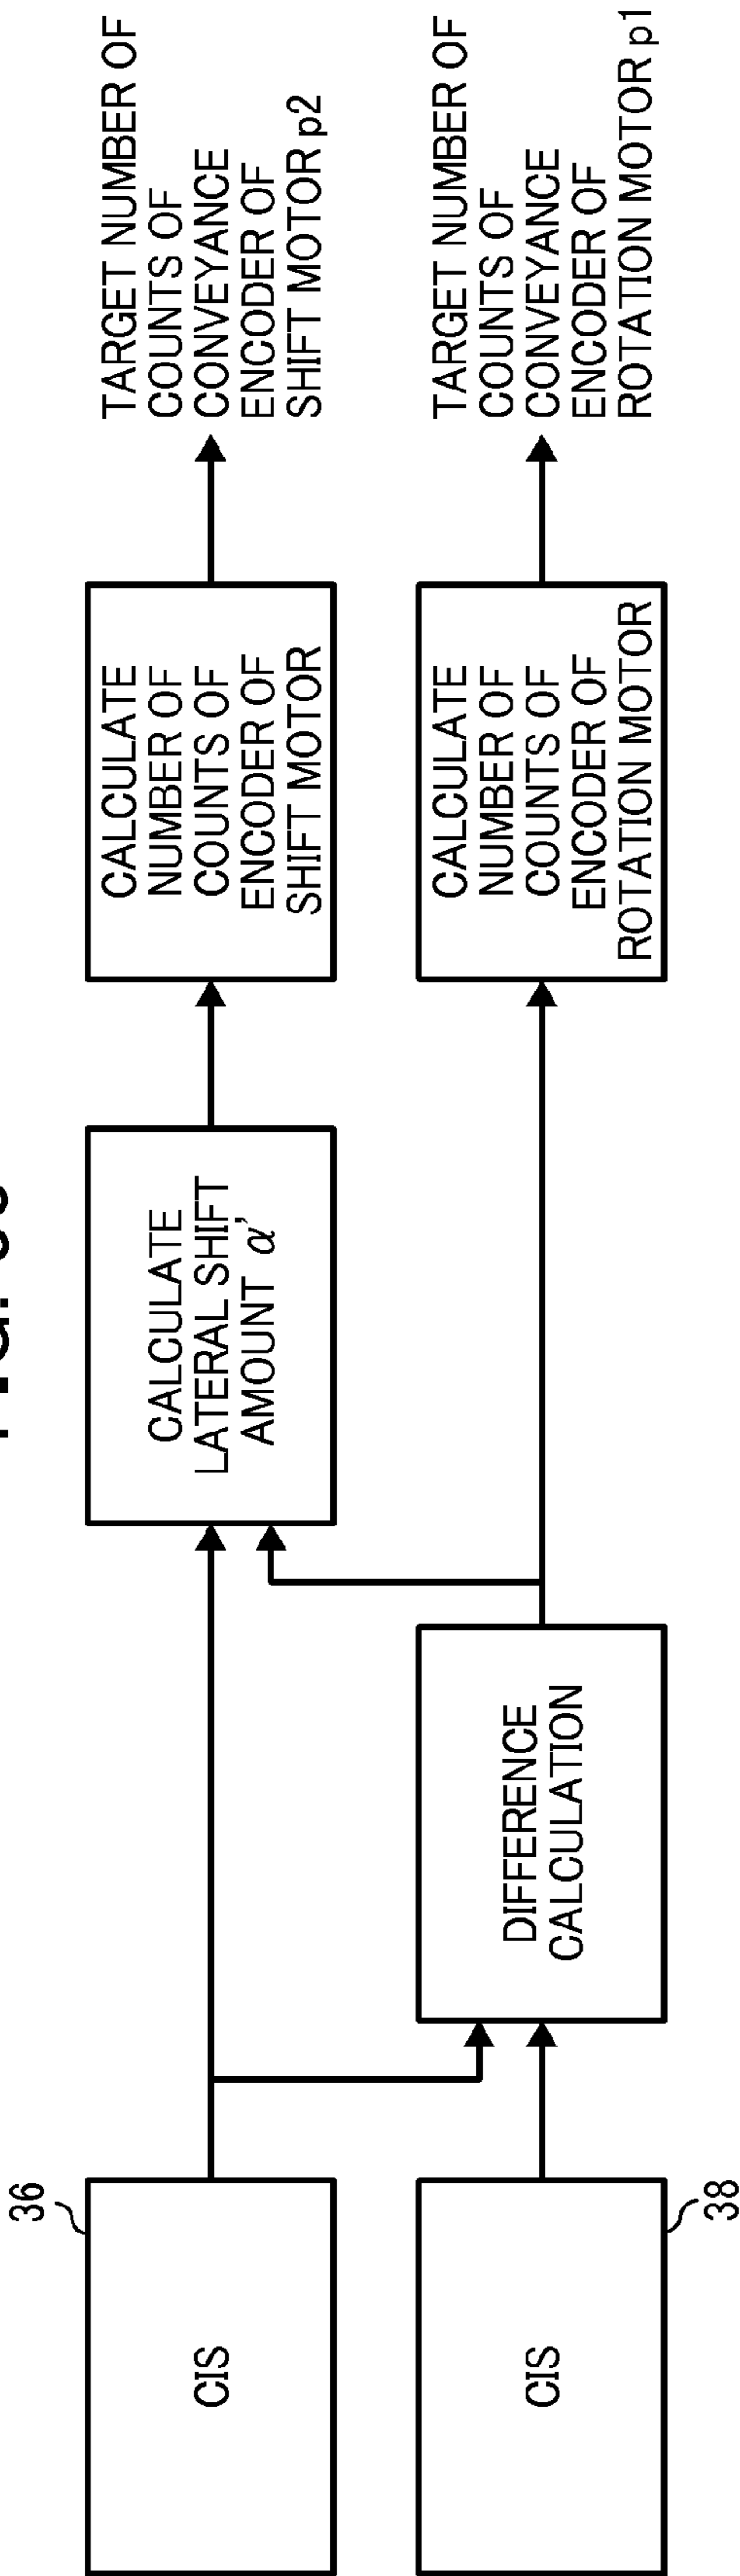 36
CIS
CALCULATE
LATERAL SHIFT
AMOUNT α'
CALCULATE
NUMBER OF
COUNTS OF
ENCODER OF
SHIFT MOTOR
TARGET NUMBER OF
COUNTS OF
CONVEYANCE
ENCODER OF
SHIFT MOTOR p2
CIS
38
DIFFERENCE
CALCULATION
CALCULATE
NUMBER OF
COUNTS OF
ENCODER OF
ROTATION MOTOR
TARGET NUMBER OF
COUNTS OF
CONVEYANCE
ENCODER OF
ROTATION MOTOR p1